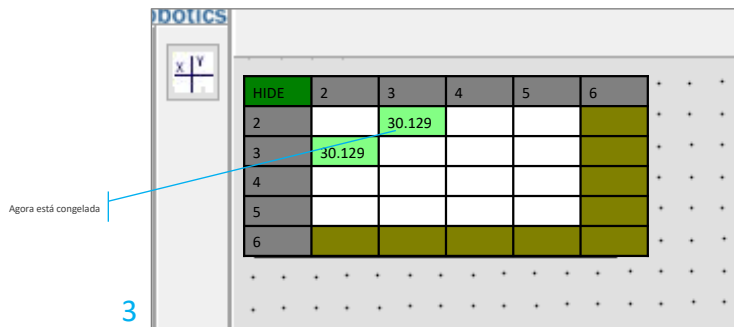 obotics
X Y
HIDE 2 3 4 5 6
2 30.129
3 30.129
4
Agora está congelada
5
6
3